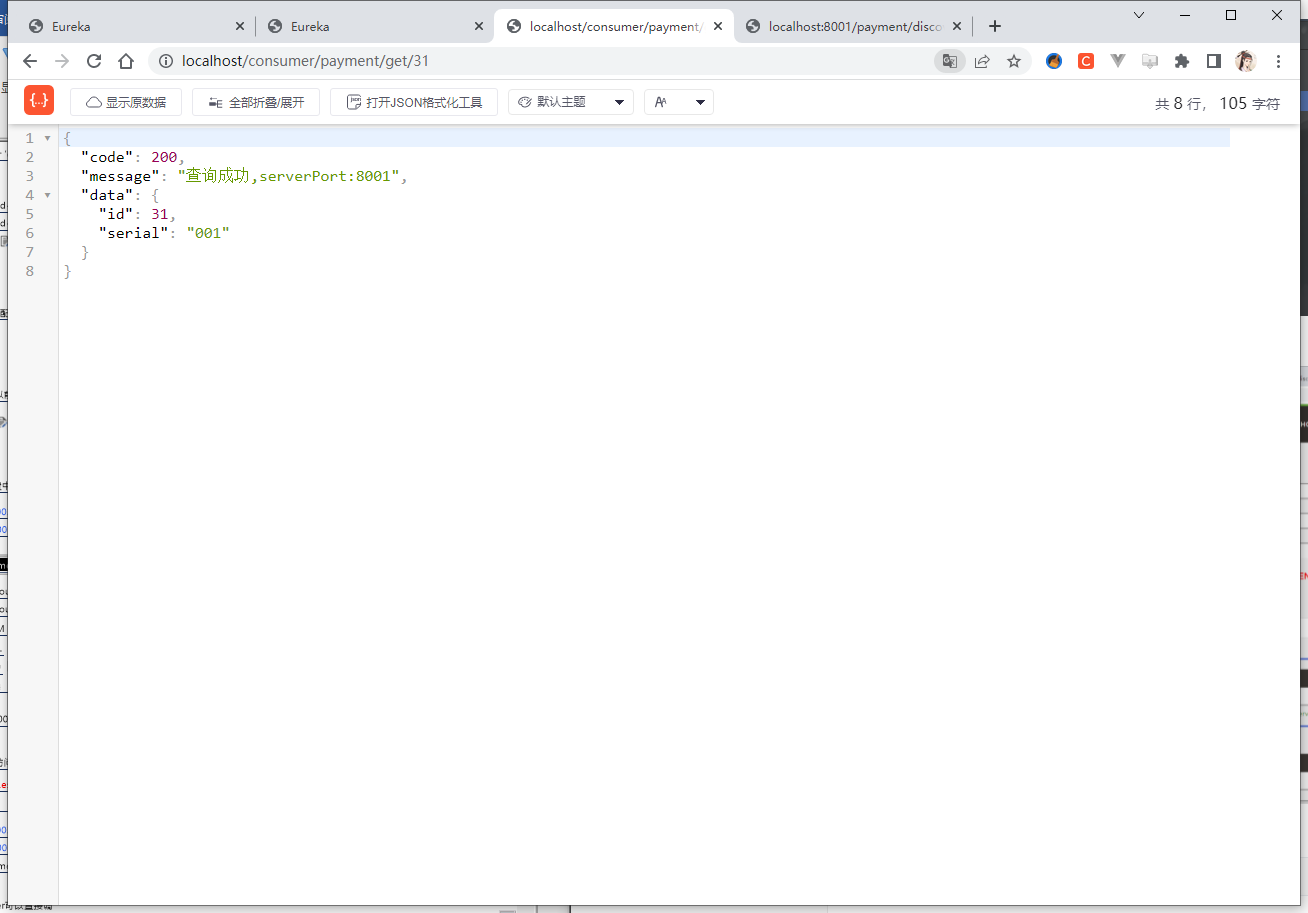 Eureka
Eureka
localhost/consumer/payment/
localhost:8001/payment/disco
localhost/consumer/payment/get/31
C
{...} 显示原数据 全部折叠/展开 打开JSON格式化工具 默认主题 AA 共 8 行， 105 字符
1 {
2 "code": 200,
3 "message": "查询成功,serverPort:8001",
4 "data": {
5 "id": 31,
6 "serial": "001"
7 }
8 }